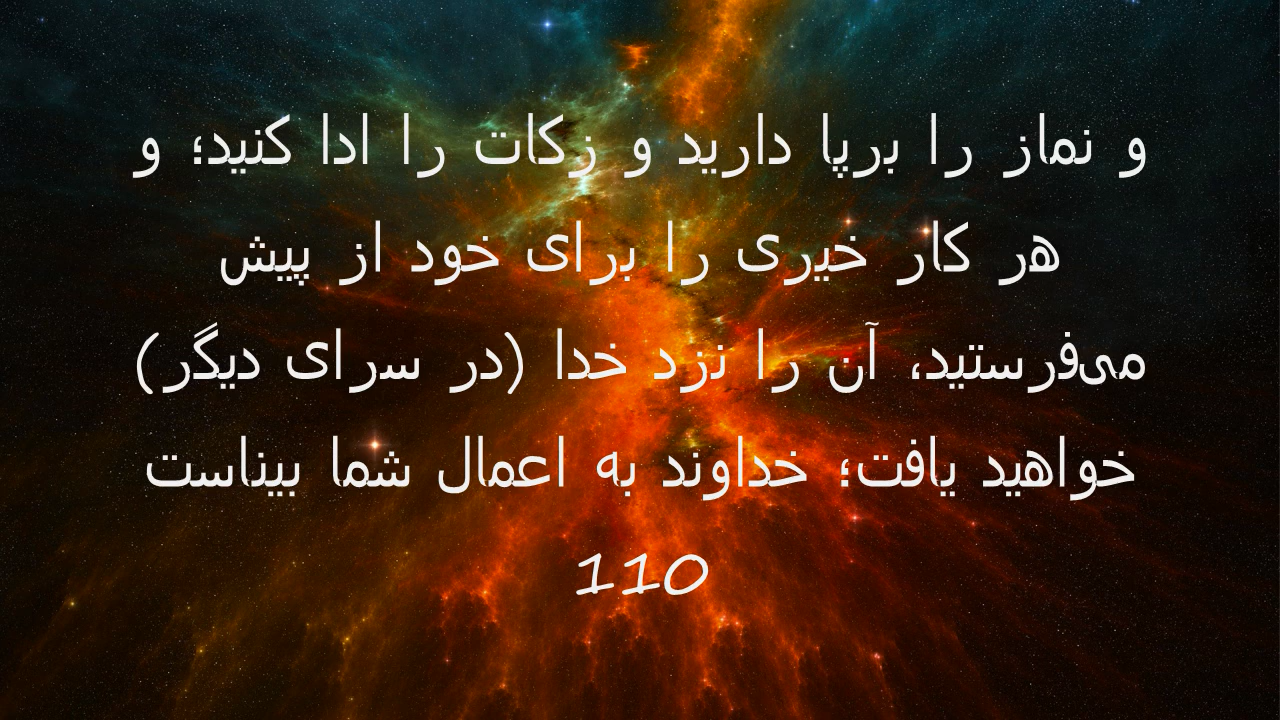 و نماز را برپا دارید و زکات را ادا کنید؛ و
هر کار خیری را برای خود از پیش
می‌فرستید، آن را نزد خدا (در سرای دیگر)
خواهید یافت؛ خداوند به اعمال شما بیناست
110